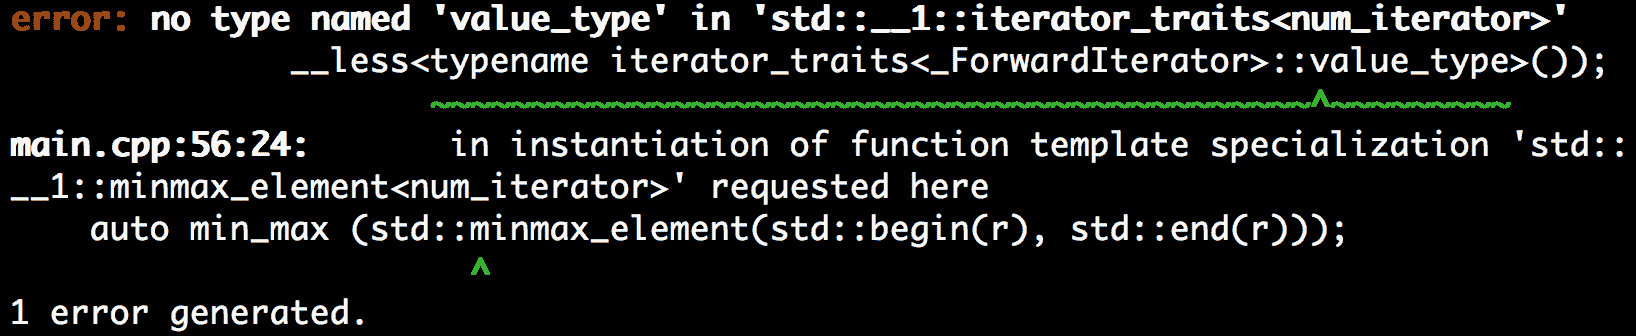 error: no type named 'value_type' in 'std::__1::iterator_traits<num_iterator>'
__less<typename iterator_traits<_ForwardIterator>::value_type>());
~~~~~~~~~~~~~~~~~~~~~~~~~~~~~~~~~~~~~~~~~~~~^~~~~~~~~~
main.cpp:56:24: in instantiation of function template specialization 'std::
__1::minmax_element<num_iterator>' requested here
auto min_max (std::minmax_element(std::begin(r), std::end(r)));
^
1 error generated.